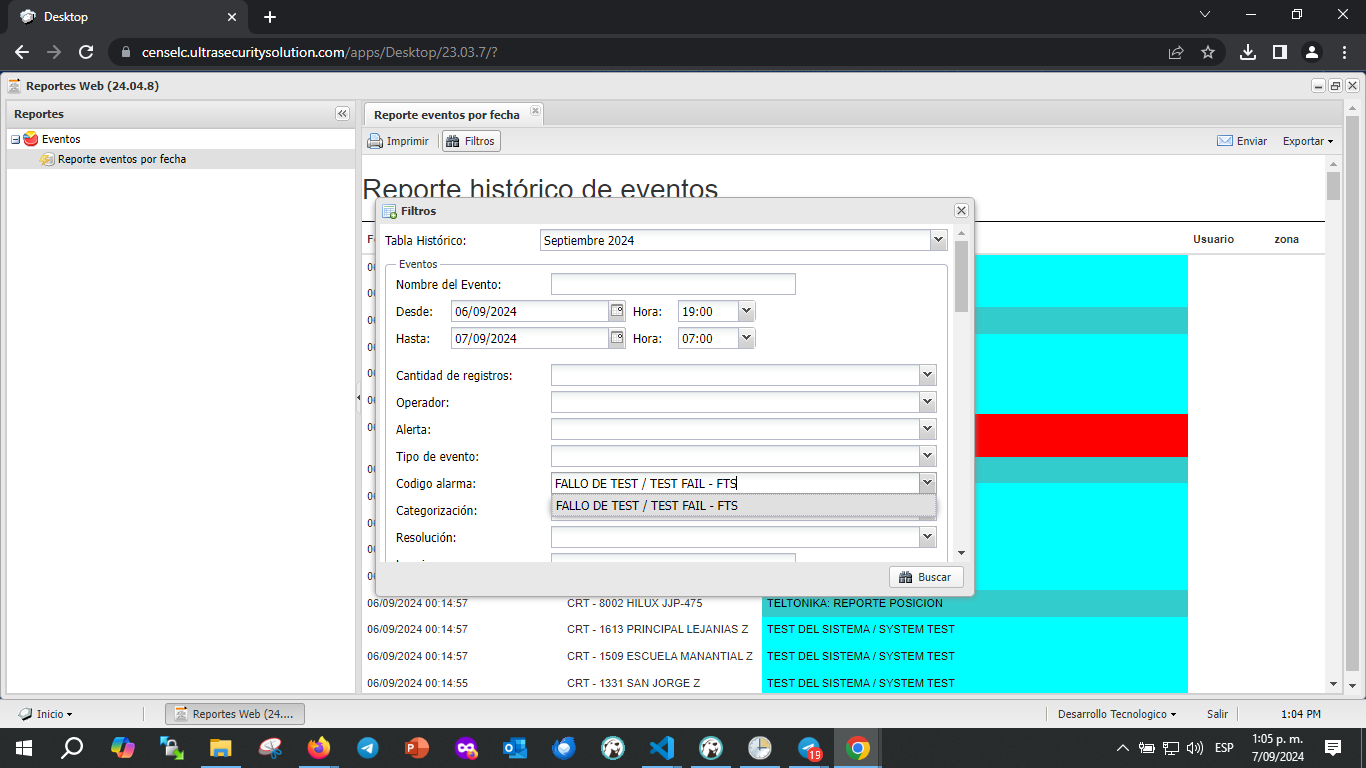 Desktop
censelc.ultrasecuritysolution.com/apps/Desktop/23.03.7/?
Reportes Web (24.04.8)
Reportes
Eventos
Reporte eventos por fecha
Reporte eventos por fecha
Imprimir Filtros Enviar Exportar
Reporte histórico de eventos
Usuario zona
Filtros
Tabla Histórico: Septiembre 2024
Eventos
Nombre del Evento:
Desde: 06/09/2024 Hora: 19:00
Hasta: 07/09/2024 Hora: 07:00
Cantidad de registros:
Operador:
Alerta:
Tipo de evento:
Codigo alarma: FALLO DE TEST / TEST FAIL - FTS
FALLO DE TEST / TEST FAIL - FTS
Categorización:
Resolución:
Buscar
06/09/2024 00:14:57 CRT - 8002 HILUX JJP-475 TELTONIKA: REPORTE POSICION
06/09/2024 00:14:57 CRT - 1613 PRINCIPAL LEJANIAS Z TEST DEL SISTEMA / SYSTEM TEST
06/09/2024 00:14:57 CRT - 1509 ESCUELA MANANTIAL Z TEST DEL SISTEMA / SYSTEM TEST
06/09/2024 00:14:55 CRT - 1331 SAN JORGE Z TEST DEL SISTEMA / SYSTEM TEST
Inicio Reportes Web (24.... Desarrollo Tecnologico Salir 1:04 PM
19
ESP
1:05 p. m.
7/09/2024